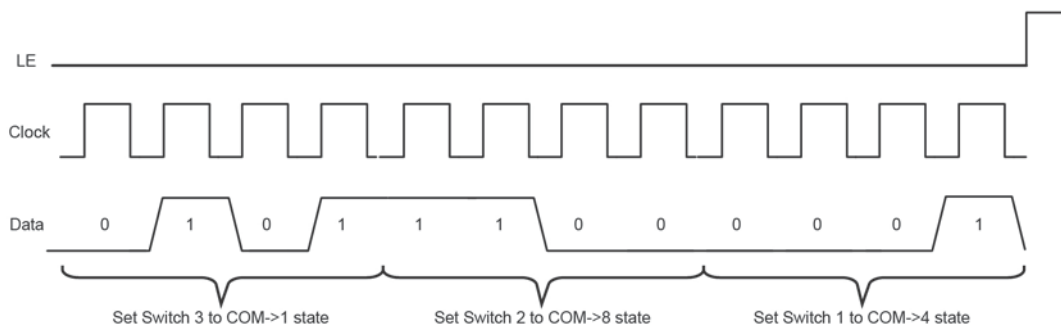 LE
Clock
Data 0 1 0 1 1 1 0 0 0 0 0 1
Set Switch 3 to COM->1 state Set Switch 2 to COM->8 state Set Switch 1 to COM->4 state